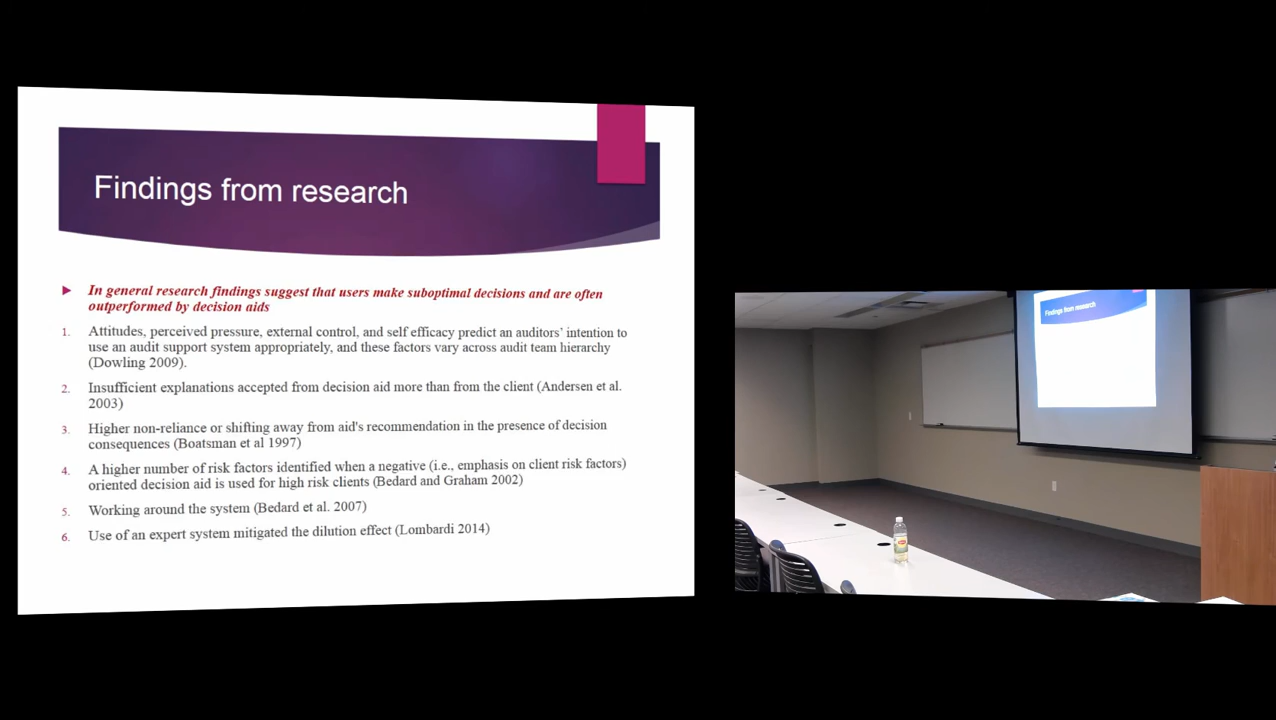 Findings from research
In general research findings suggest that users make suboptimal decisions and are often
outperformed by decision aids
1. Attitudes, perceived pressure, external control, and self efficacy predict an auditors' intention to
use an audit support system appropriately, and these factors vary across audit team hierarchy
(Dowling 2009).
2. Insufficient explanations accepted from decision aid more than from the client (Andersen et al.
2003)
3. Higher non-reliance or shifting away from aid's recommendation in the presence of decision
consequences (Boatsman et al 1997)
4. A higher number of risk factors identified when a negative (i.e., emphasis on client risk factors)
oriented decision aid is used for high risk clients (Bedard and Graham 2002)
5. Working around the system (Bedard et al. 2007)
6. Use of an expert system mitigated the dilution effect (Lombardi 2014)
Findings from research